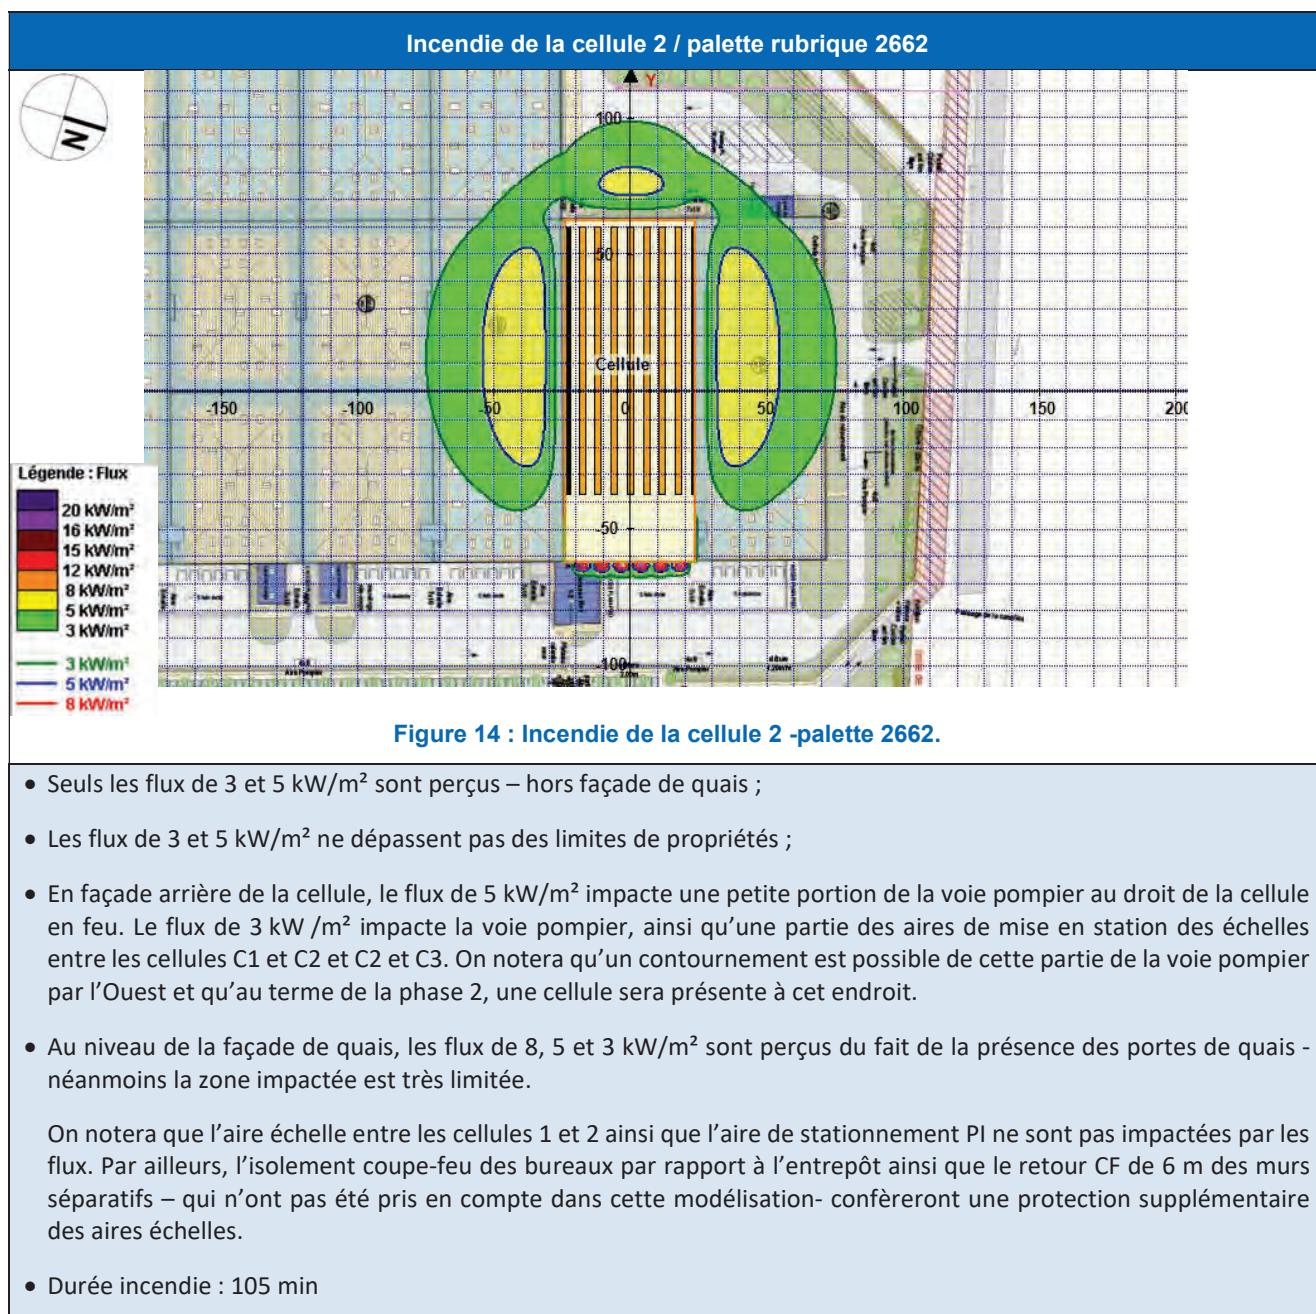 Incendie de la cellule 2 / palette rubrique 2662
N
Y
100
50
Cellule
-150
-100
-50
0
50
100
150
200
-50
-100
Légende : Flux
20 kW/m²
16 kW/m²
15 kW/m²
12 kW/m²
8 kW/m²
5 kW/m²
3 kW/m²
3 kW/m²
5 kW/m²
8 kW/m²
Figure 14 : Incendie de la cellule 2 -palette 2662.
• Seuls les flux de 3 et 5 kW/m² sont perçus – hors façade de quais ;
• Les flux de 3 et 5 kW/m² ne dépassent pas des limites de propriétés ;
• En façade arrière de la cellule, le flux de 5 kW/m² impacte une petite portion de la voie pompier au droit de la cellule
en feu. Le flux de 3 kW /m² impacte la voie pompier, ainsi qu'une partie des aires de mise en station des échelles
entre les cellules C1 et C2 et C2 et C3. On notera qu'un contournement est possible de cette partie de la voie pompier
par l'Ouest et qu'au terme de la phase 2, une cellule sera présente à cet endroit.
• Au niveau de la façade de quais, les flux de 8, 5 et 3 kW/m² sont perçus du fait de la présence des portes de quais -
néanmoins la zone impactée est très limitée.
On notera que l'aire échelle entre les cellules 1 et 2 ainsi que l'aire de stationnement PI ne sont pas impactées par les
flux. Par ailleurs, l'isolement coupe-feu des bureaux par rapport à l'entrepôt ainsi que le retour CF de 6 m des murs
séparatifs – qui n'ont pas été pris en compte dans cette modélisation- confèreront une protection supplémentaire
des aires échelles.
• Durée incendie : 105 min